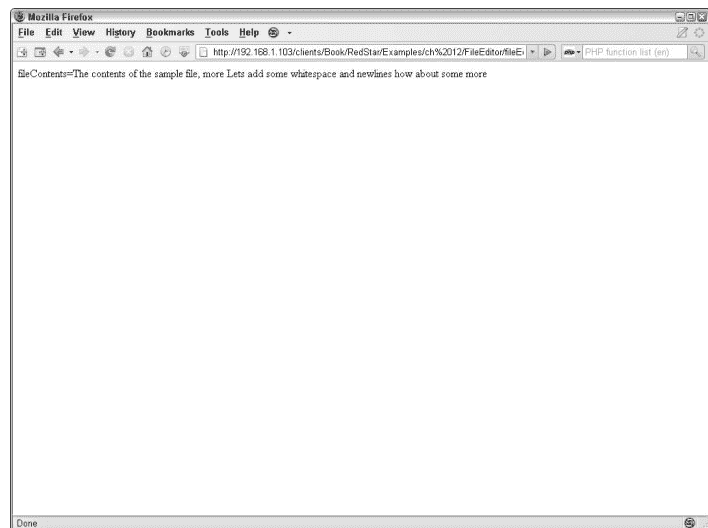 Mozilla Firefox
File Edit View History Bookmarks Tools Help
http://192.168.1.103/clients/Book/RedStar/Examples/ch%2012/FileEditor/fileE
php PHP function list (en)
fileContents=The contents of the sample file, more Lets add some whitespace and newlines how about some more
Done